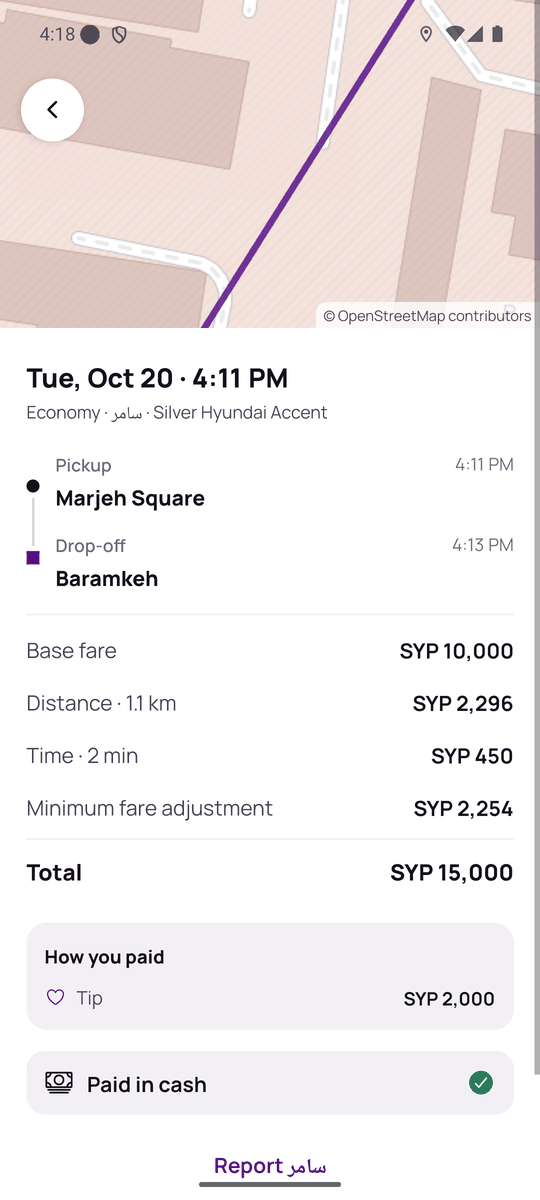 4:18
© OpenStreetMap contributors
Tue, Oct 20 · 4:11 PM
Economy · سامر · Silver Hyundai Accent
Pickup 4:11 PM
Marjeh Square
Drop-off 4:13 PM
Baramkeh
Base fare SYP 10,000
Distance · 1.1 km SYP 2,296
Time · 2 min SYP 450
Minimum fare adjustment SYP 2,254
Total SYP 15,000
How you paid
Tip SYP 2,000
Paid in cash
Report سامر